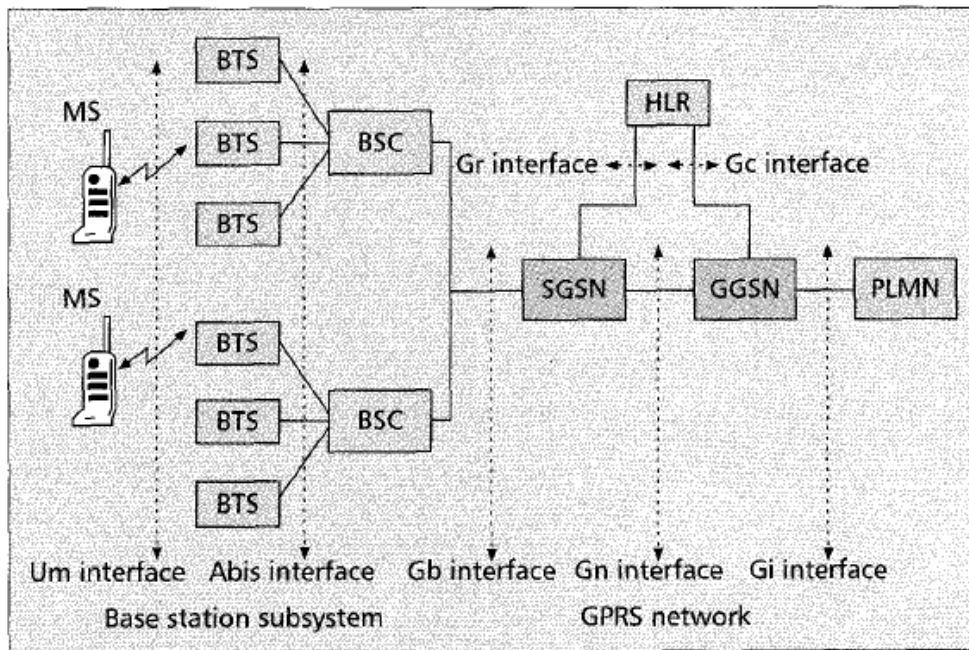 BTS
MS
BTS
BSC
HLR
Gr interface
Gc interface
BTS
SGSN
GGSN
PLMN
MS
BTS
BTS
BSC
BTS
Um interface
Abis interface
Gb interface
Gn interface
Gi interface
Base station subsystem
GPRS network